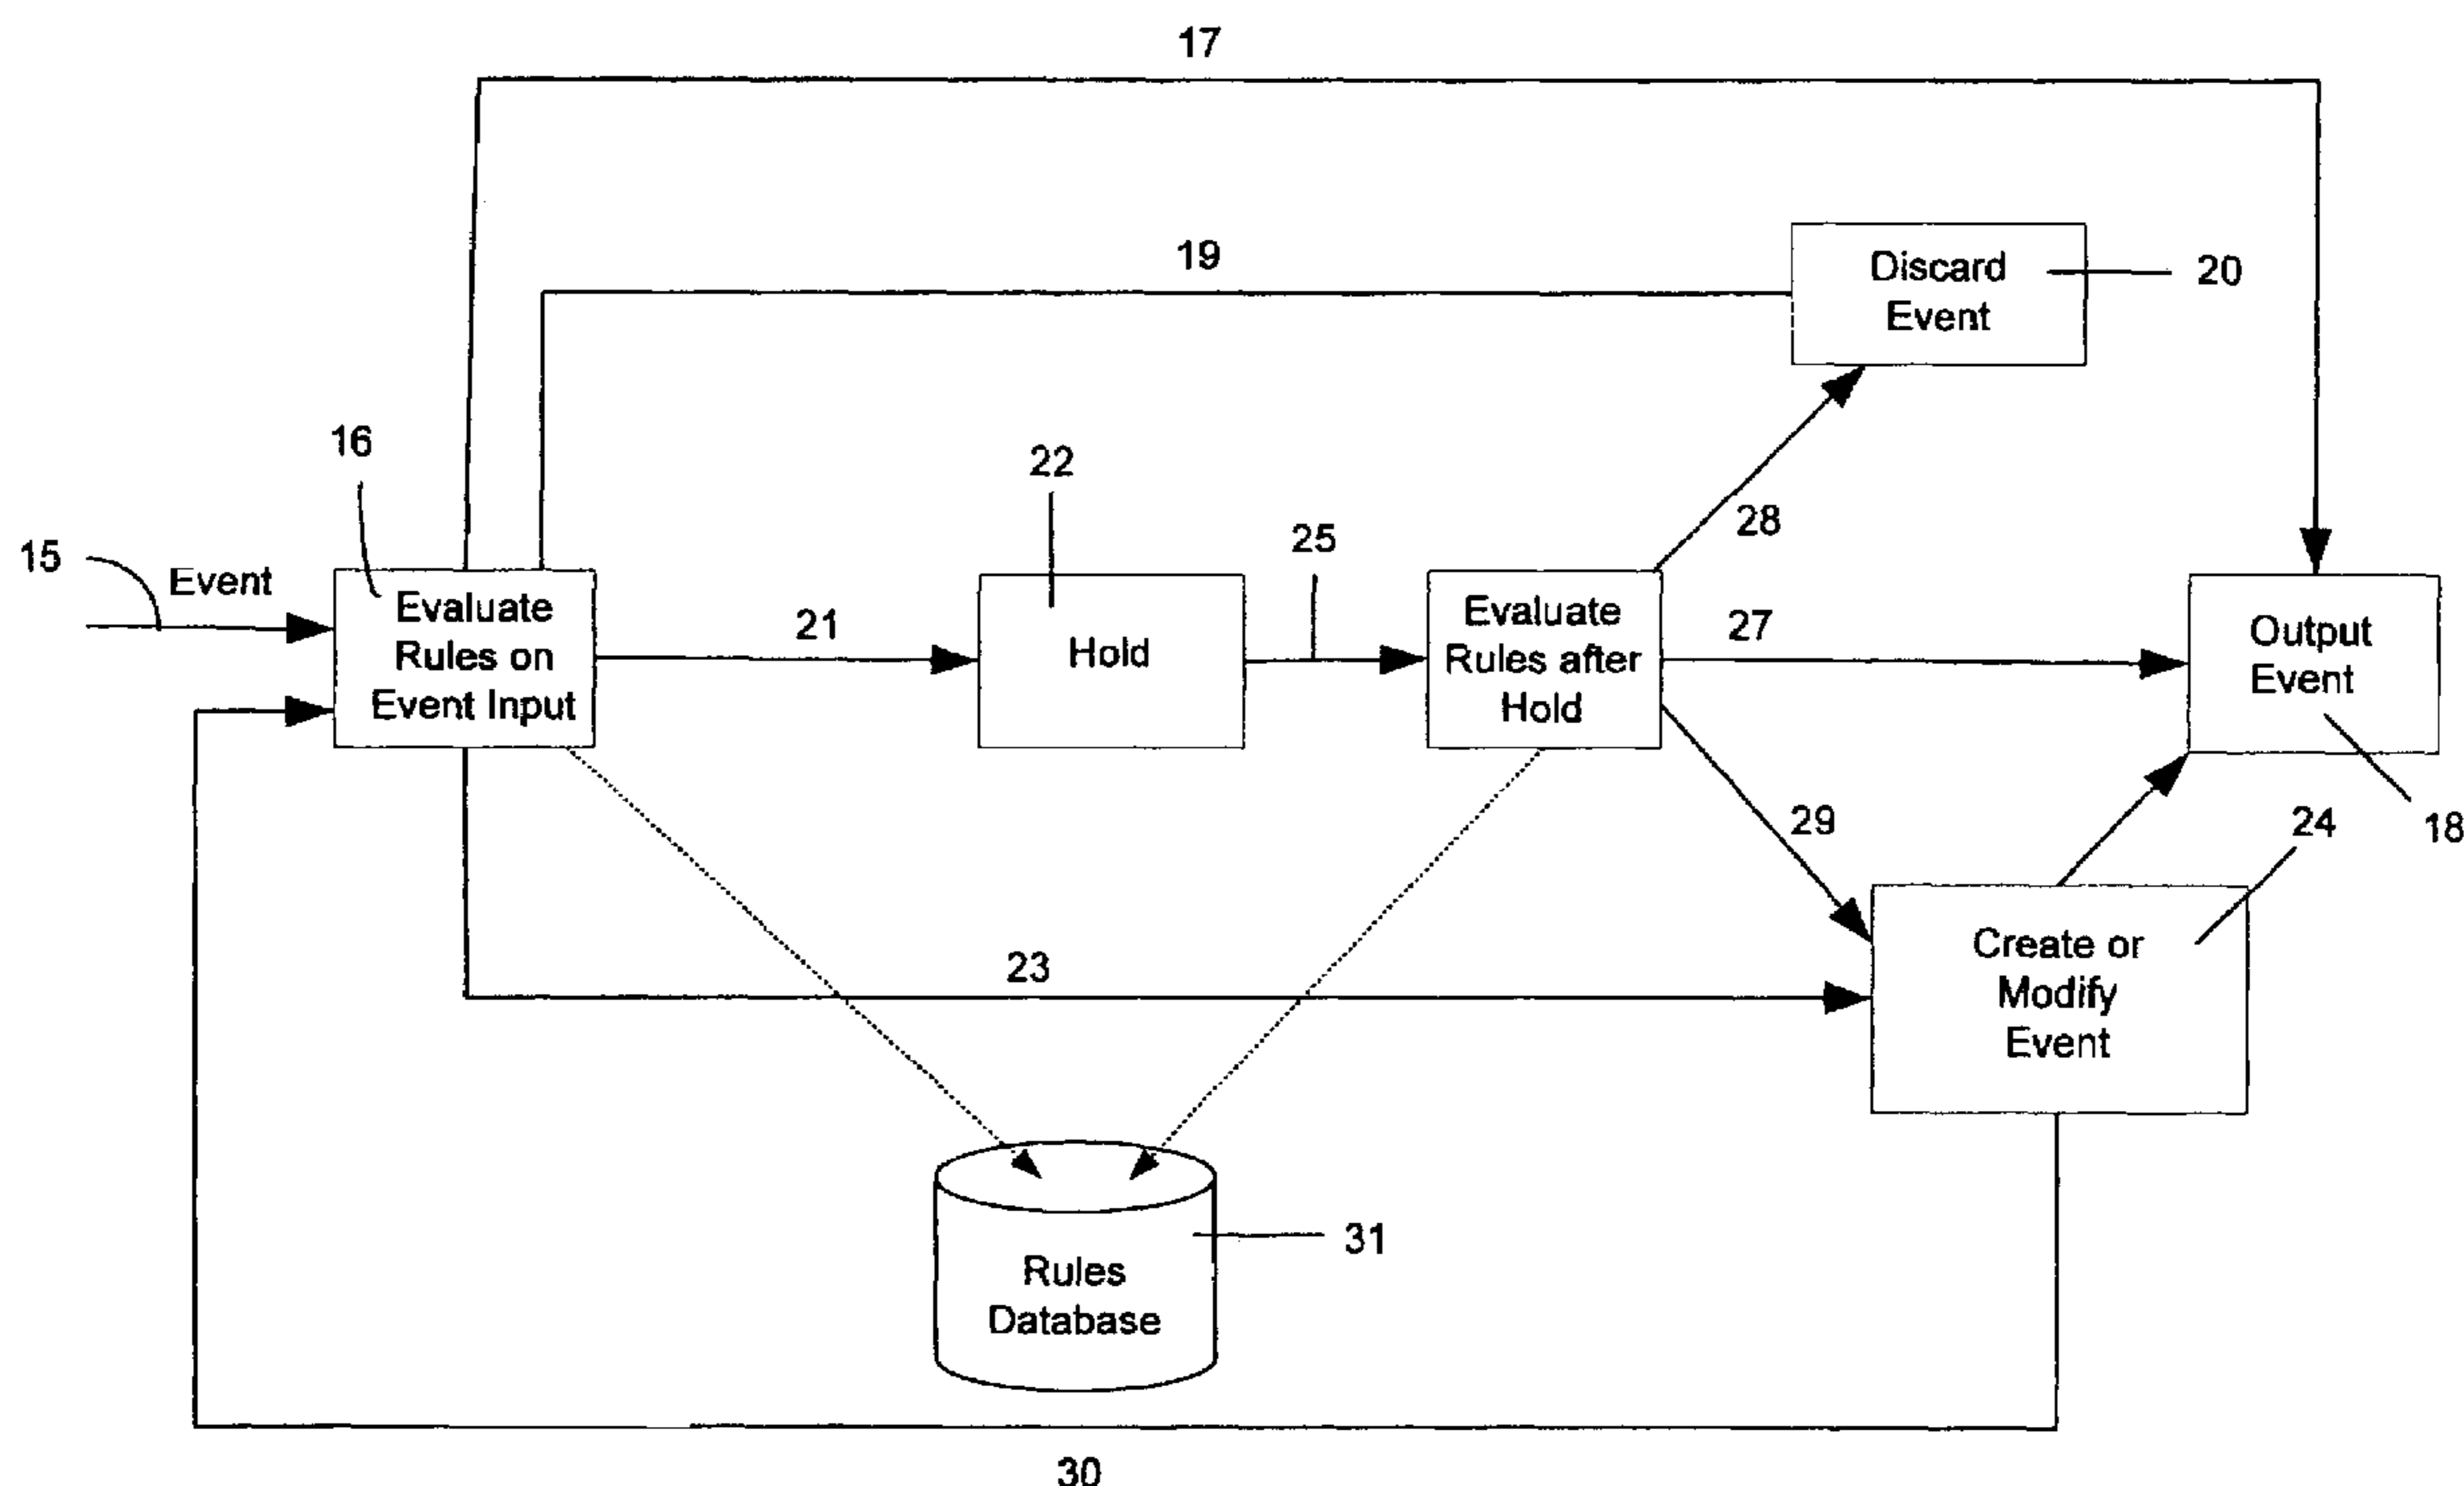 17
19
Discard
Event
20
16
22
15
Event
25
28
Evaluate
Rules on
Event Input
21
Hold
Evaluate
Rules after
Hold
27
Output
Event
29
24
18
23
Create or
Modify
Event
31
Rules
Database
30